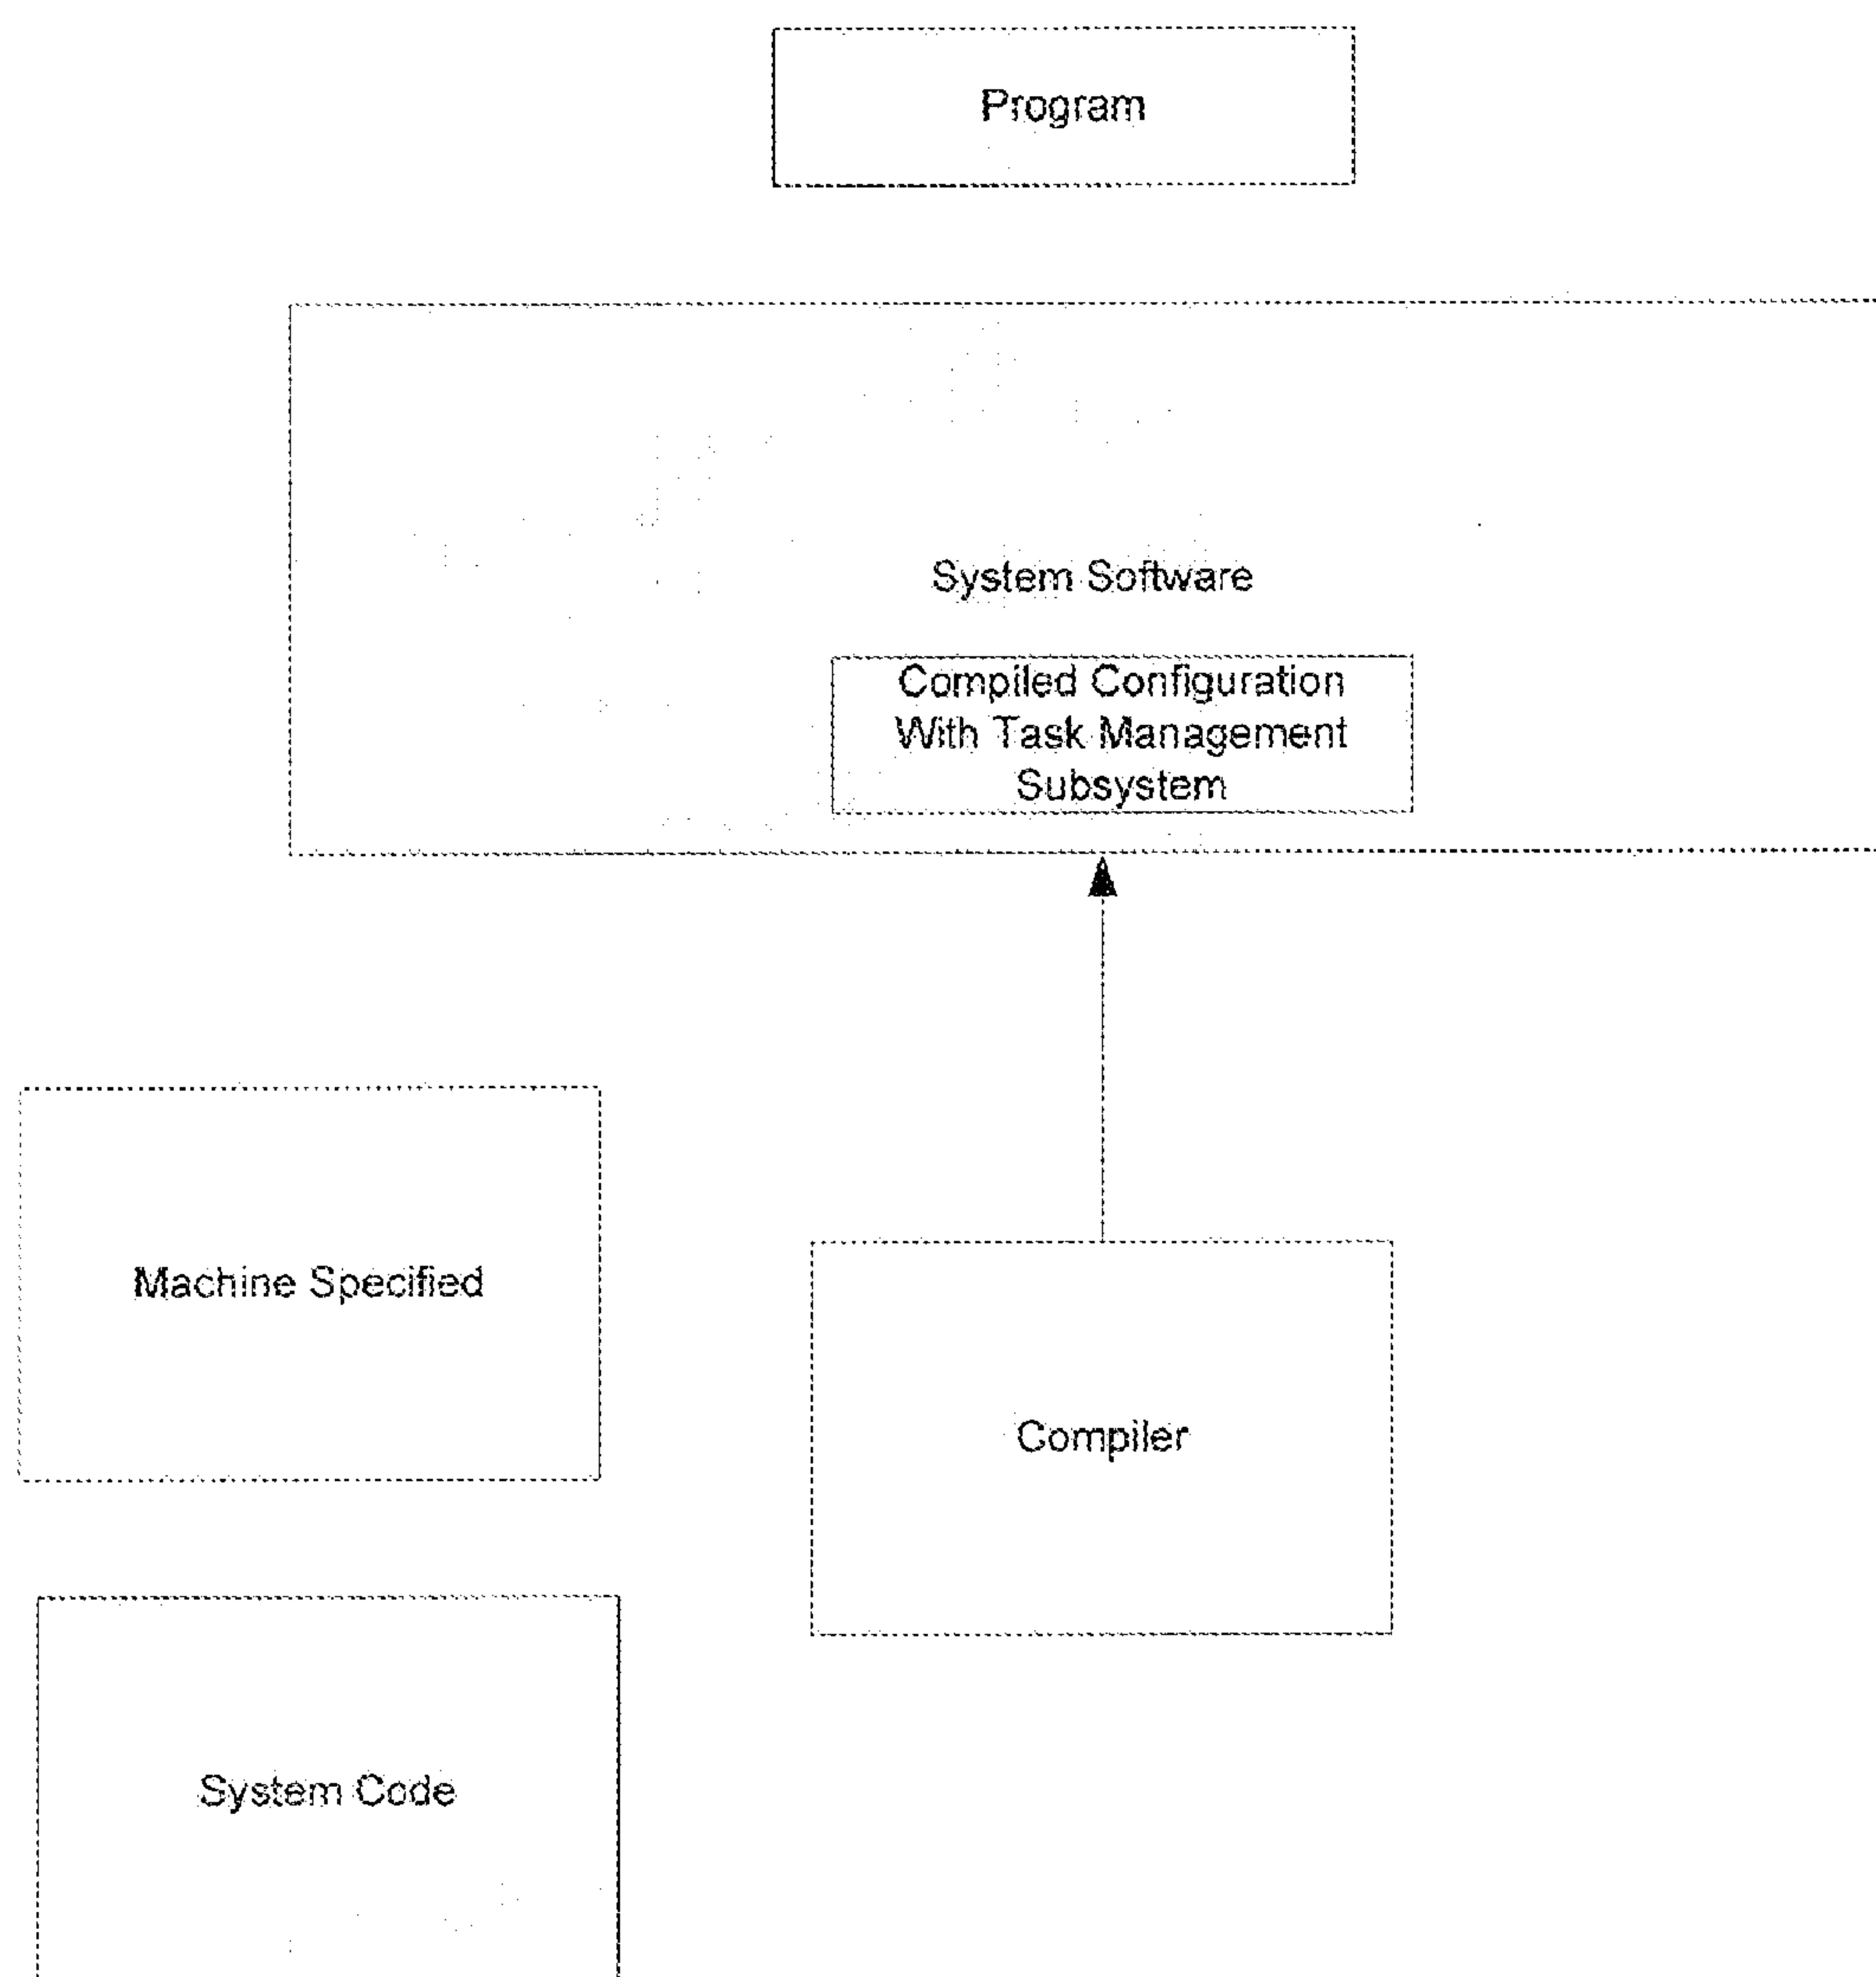 Program
System Software
Compiled Configuration
With Task Management
Subsystem
Machine Specified
Compiler
System Code